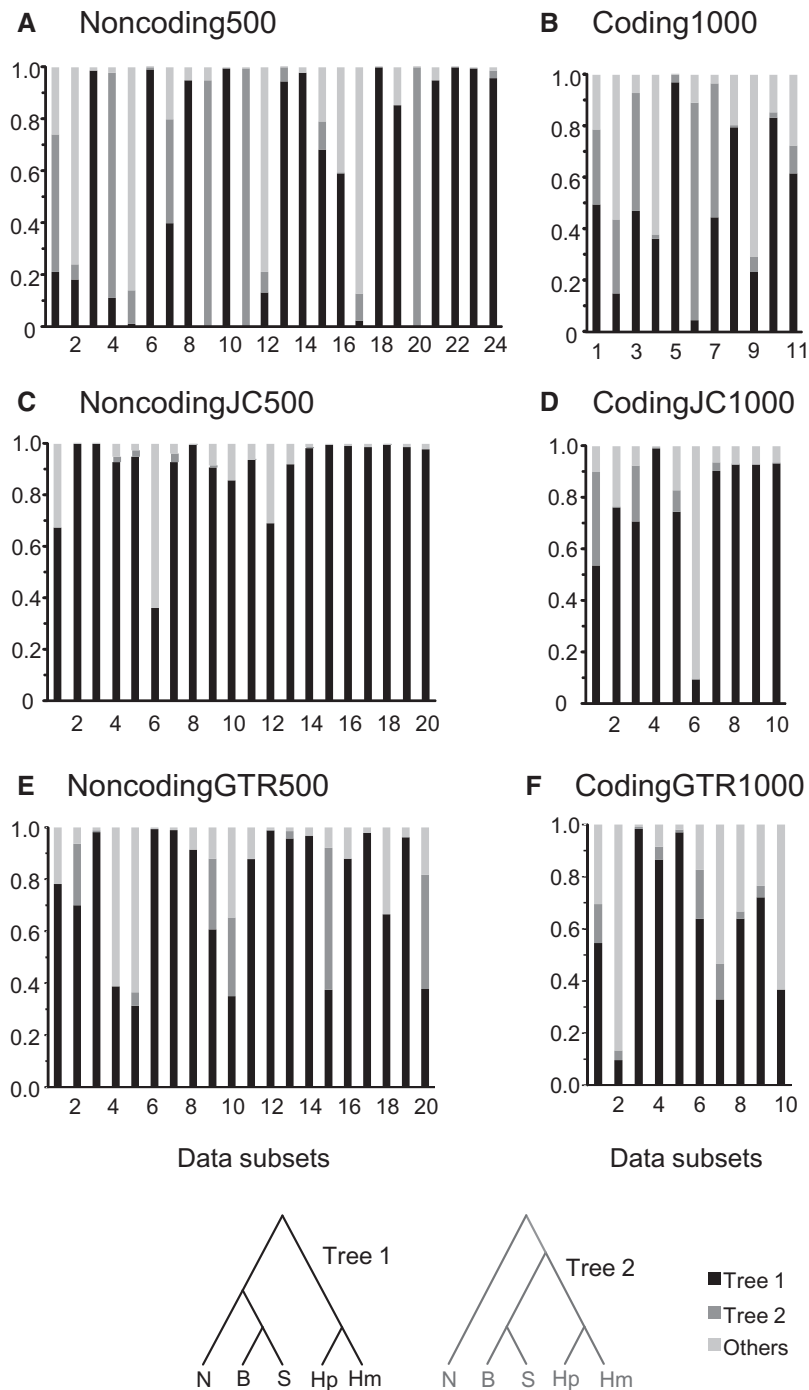 A Noncoding500
1.0
0.8
0.6
0.4
0.2
0
2 4 6 8 10 12 14 16 18 20 22 24
B Coding1000
1.0
0.8
0.6
0.4
0.2
0
1 3 5 7 9 11
C NoncodingJC500
1.0
0.8
0.6
0.4
0.2
0
2 4 6 8 10 12 14 16 18 20
D CodingJC1000
1.0
0.8
0.6
0.4
0.2
0
2 4 6 8 10
E NoncodingGTR500
1.0
0.8
0.6
0.4
0.2
0.0
2 4 6 8 10 12 14 16 18 20
Data subsets
F CodingGTR1000
1.0
0.8
0.6
0.4
0.2
0.0
2 4 6 8 10
Data subsets
Tree 1
N B S Hp Hm
Tree 2
N B S Hp Hm
Tree 1
Tree 2
Others